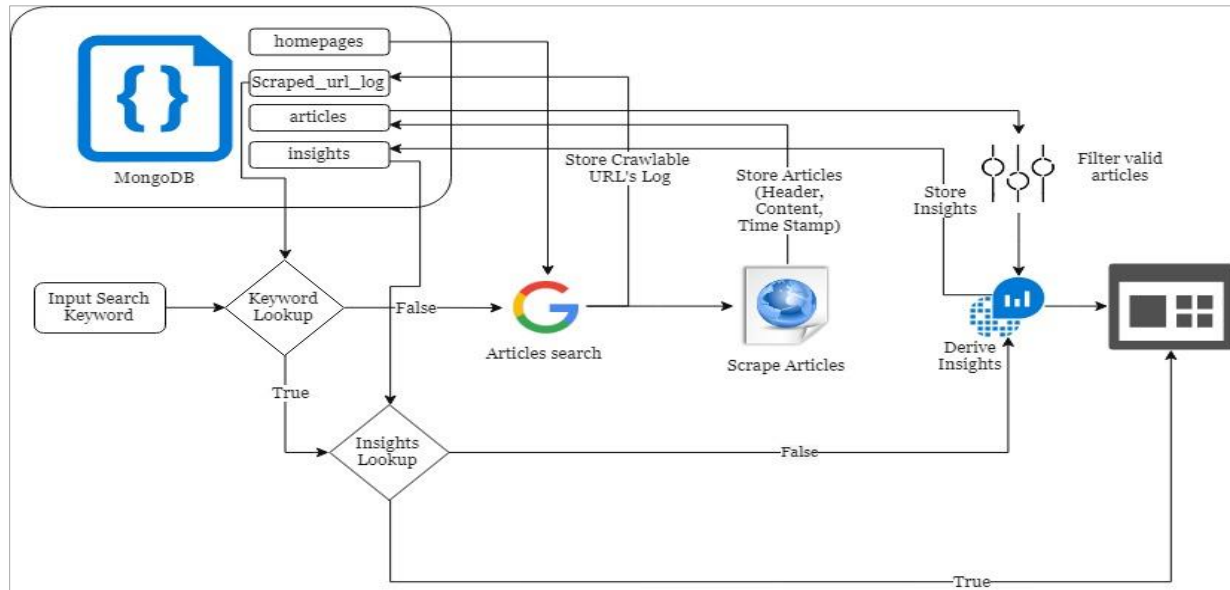 homepages
Scraped_url_log
articles
insights
MongoDB
Store Crawlable
URL's Log
Store Articles
(Header,
Content,
Time Stamp)
Store
Insights
Filter valid
articles
Input Search
Keyword
Keyword
Lookup
False
Articles search
Scrape Articles
Derive
Insights
True
Insights
Lookup
False
True